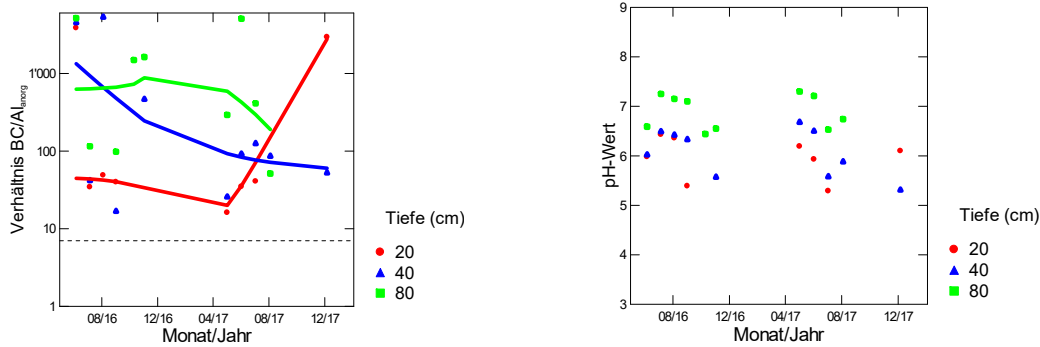 Verhältnis BC/Al_anorg
1'000
100
10
1
08/16 12/16 04/17 08/17 12/17
Monat/Jahr
Tiefe (cm)
20
40
80
pH-Wert
9
8
7
6
5
4
3
08/16 12/16 04/17 08/17 12/17
Monat/Jahr
Tiefe (cm)
20
40
80